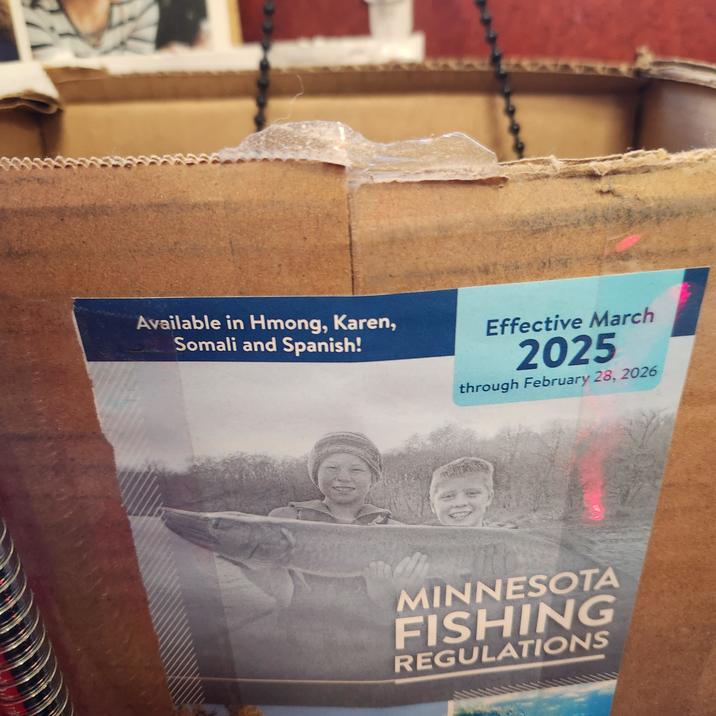 Available in Hmong, Karen,
Somali and Spanish!
Effective March
2025
through February 28, 2026
MINNESOTA
FISHING
REGULATIONS